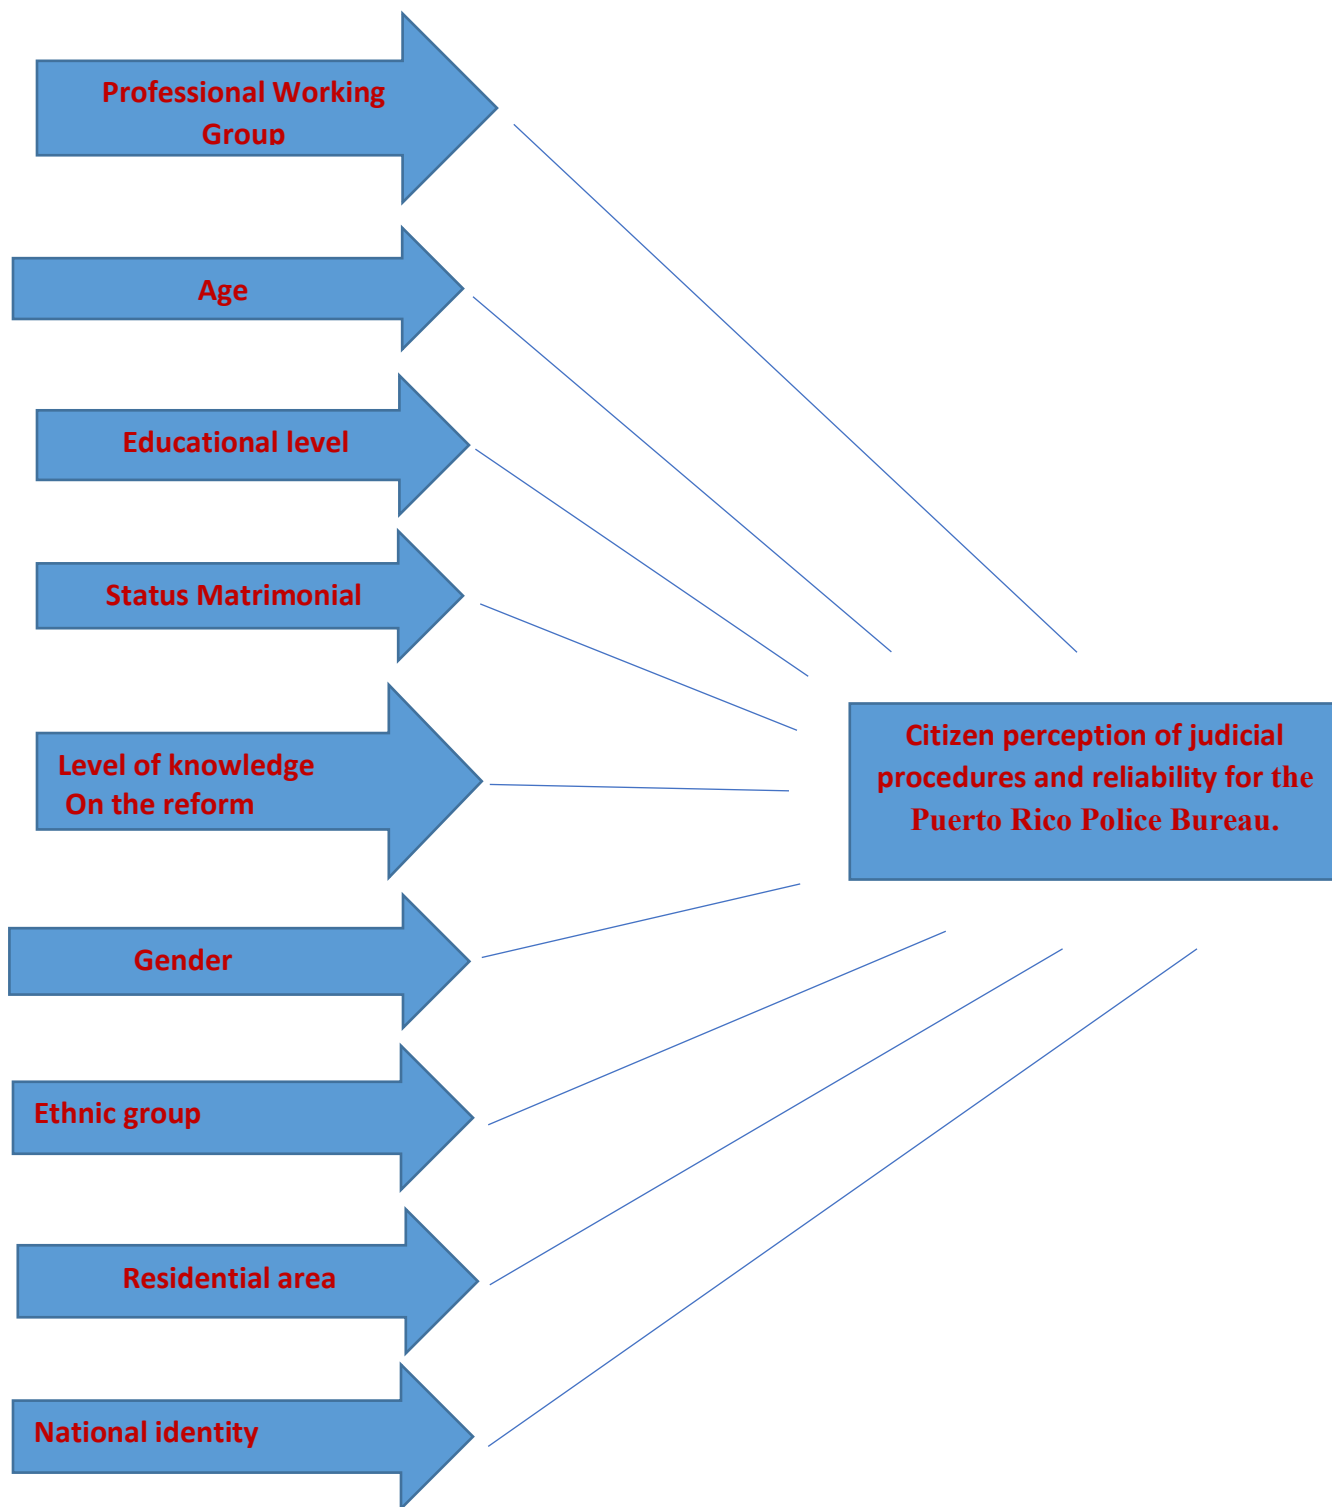 Professional Working
Group
Age
Educational level
Status Matrimonial
Level of knowledge
On the reform
Citizen perception of judicial
procedures and reliability for the
Puerto Rico Police Bureau.
Gender
Ethnic group
Residential area
National identity